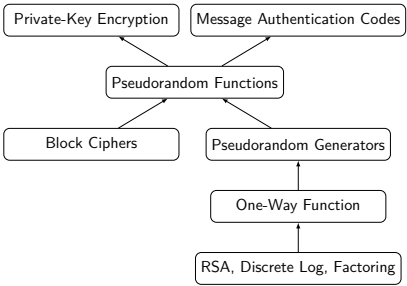 Private-Key Encryption
Message Authentication Codes
Pseudorandom Functions
Block Ciphers
Pseudorandom Generators
One-Way Function
RSA, Discrete Log, Factoring